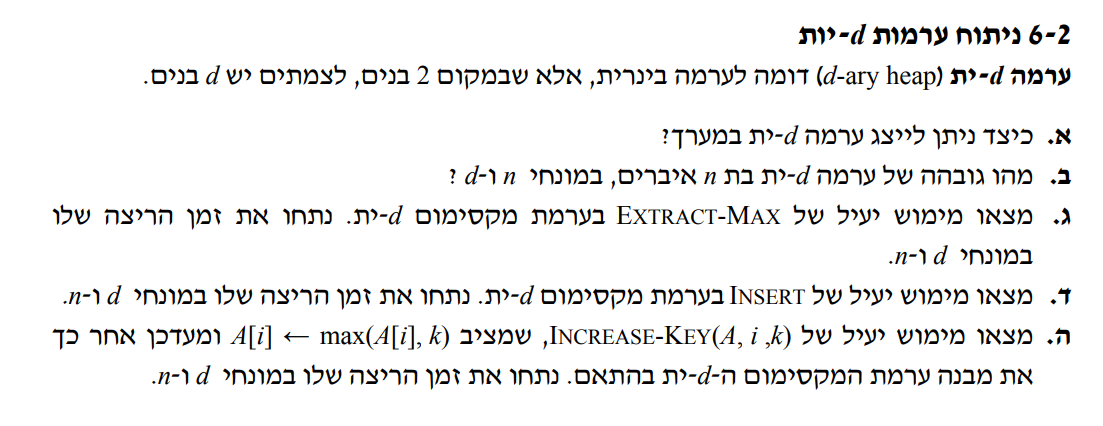 6-2 ניתוח ערמות d-יות
ערמה d-ית (d-ary heap) דומה לערמה בינרית, אלא שבמקום 2 בנים, לצמתים יש d בנים.
א. כיצד ניתן לייצג ערמה d-ית במערך?
ב. מהו גובהה של ערמה d-ית בת n איברים, במונחי n ו-d ?
ג. מצאו מימוש יעיל של EXTRACT-MAX בערמת מקסימום d-ית. נתחו את זמן הריצה שלו
במונחי d ו-n.
ד. מצאו מימוש יעיל של INSERT בערמת מקסימום d-ית. נתחו את זמן הריצה שלו במונחי d ו-n.
ה. מצאו מימוש יעיל של INCREASE-KEY(A, i ,k), שמציב A[i] ← max(A[i], k) ומעדכן אחר כך
את מבנה ערמת המקסימום ה-d-ית בהתאם. נתחו את זמן הריצה שלו במונחי d ו-n.